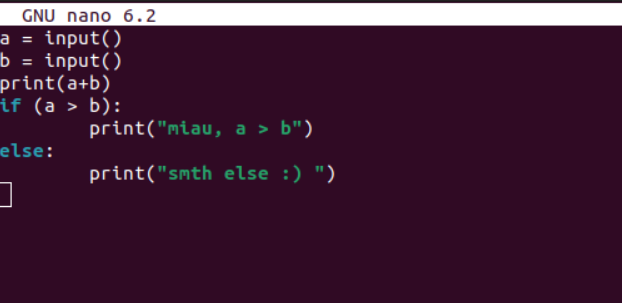 GNU nano 6.2
a = input()
b = input()
print(a+b)
if (a > b):
        print("miau, a > b")
else:
        print("smth else :) ")